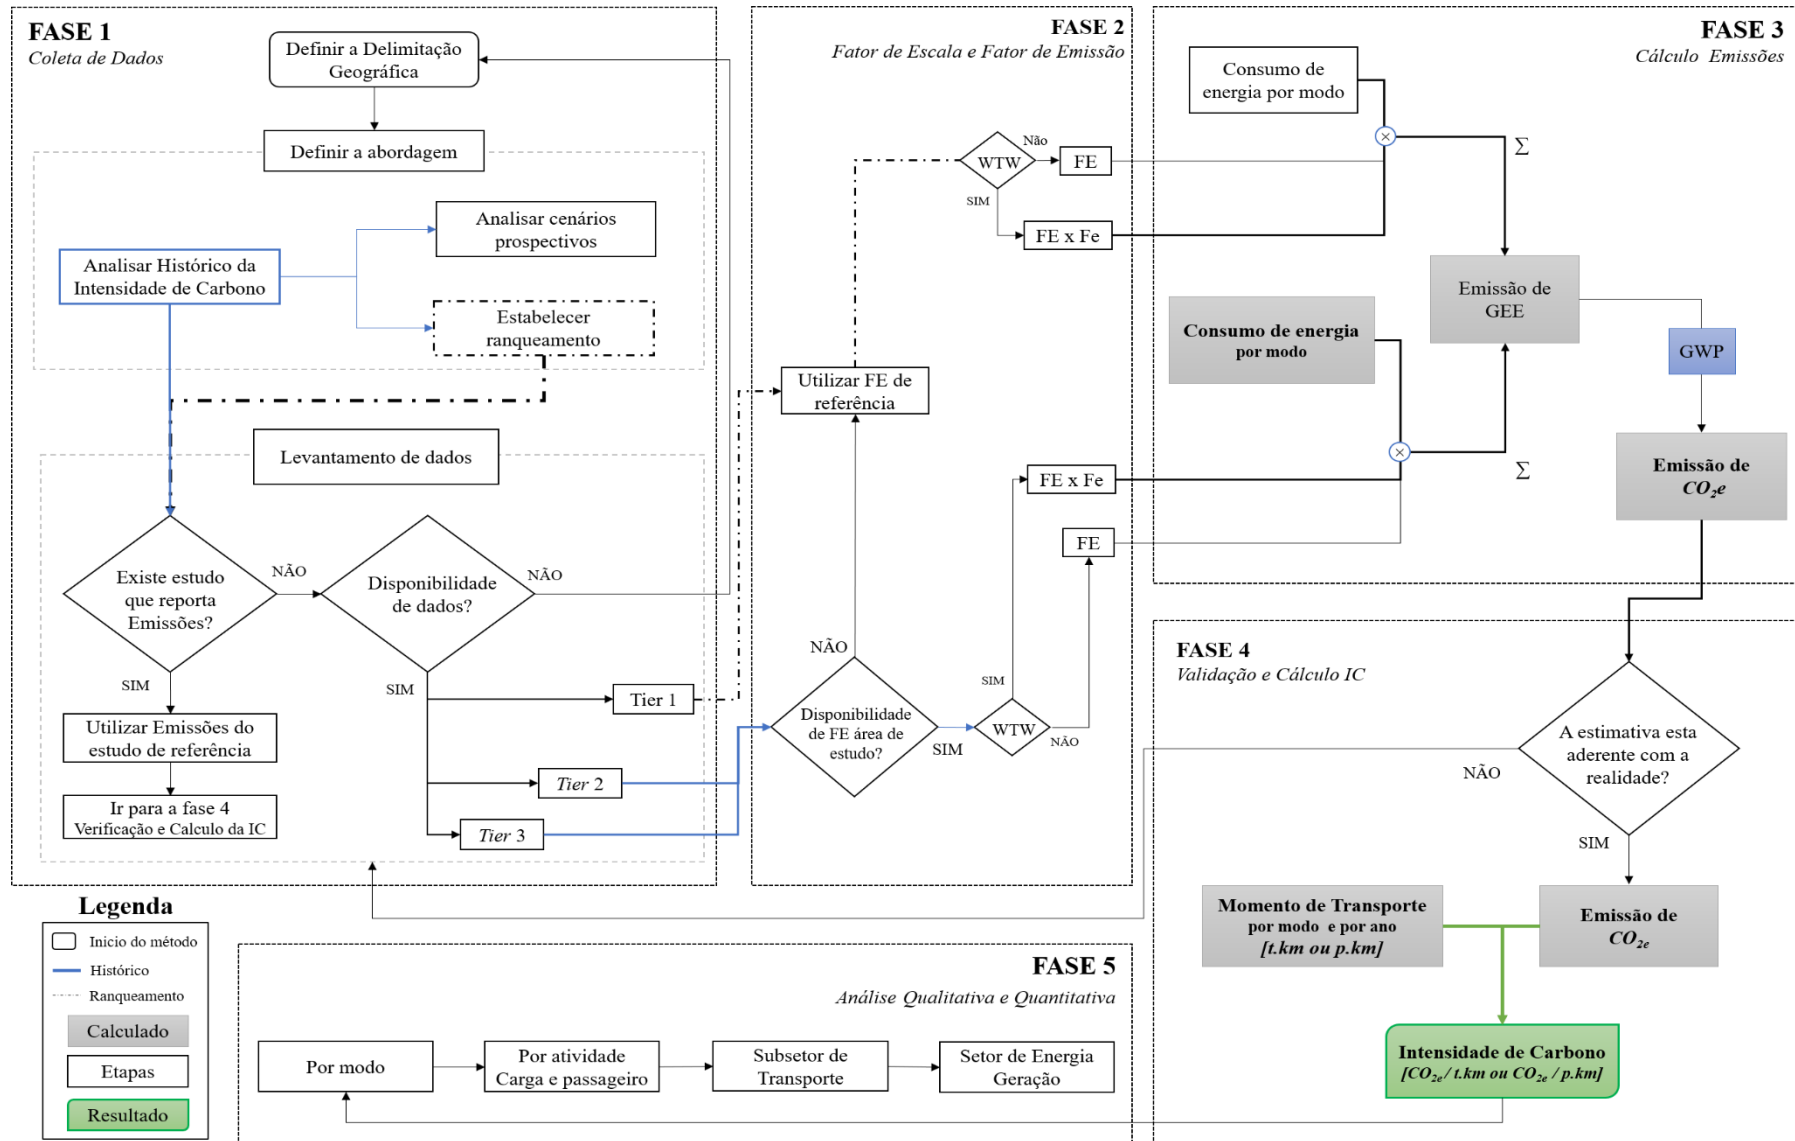 FASE 1
Coleta de Dados
Definir a Delimitação
Geográfica
Definir a abordagem
Analisar cenários
prospectivos
Analisar Histórico da
Intensidade de Carbono
Estabelecer
ranqueamento
Levantamento de dados
Existe estudo
que reporta
Emissões?
NÃO
Disponibilidade
de dados?
NÃO
SIM
SIM
Utilizar Emissões do
estudo de referência
Ir para a fase 4
Verificação e Calculo da IC
Tier 1
Tier 2
Tier 3
FASE 2
Fator de Escala e Fator de Emissão
WTW
Não
FE
SIM
FE x Fe
Utilizar FE de
referência
NÃO
Disponibilidade
de FE área de
estudo?
SIM
WTW
SIM
NÃO
FE x Fe
FE
FASE 3
Cálculo Emissões
Consumo de
energia por modo
×
∑
Consumo de energia
por modo
×
∑
Emissão de
GEE
GWP
Emissão de
CO₂e
FASE 4
Validação e Cálculo IC
A estimativa esta
aderente com a
realidade?
NÃO
SIM
Momento de Transporte
por modo e por ano
[t.km ou p.km]
Emissão de
CO₂ₑ
Intensidade de Carbono
[CO₂ₑ / t.km ou CO₂ₑ / p.km]
FASE 5
Análise Qualitativa e Quantitativa
Por modo
Por atividade
Carga e passageiro
Subsetor de
Transporte
Setor de Energia
Geração
Legenda
Inicio do método
Histórico
Ranqueamento
Calculado
Etapas
Resultado